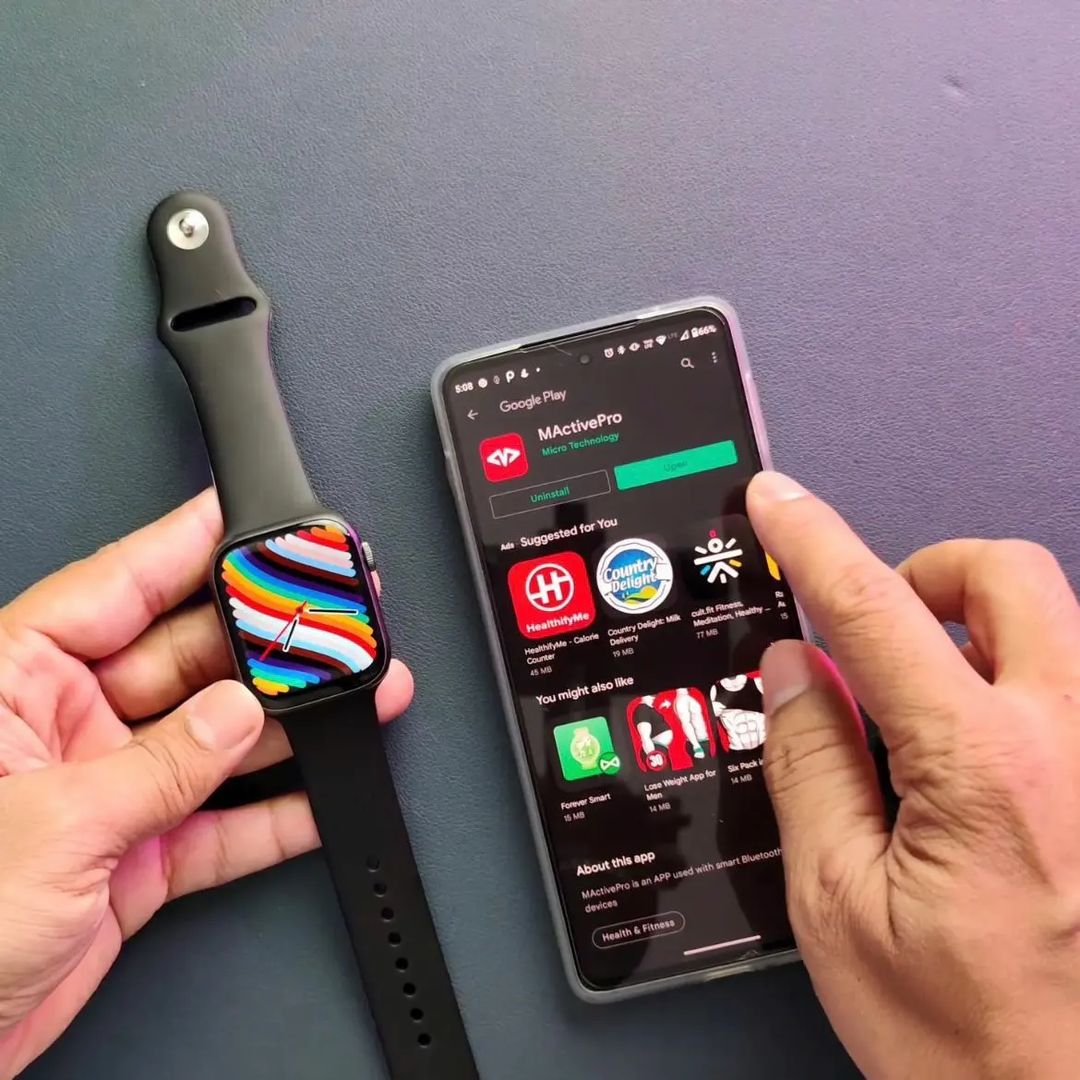 5:08
66%
Google Play
MActivePro
Micro Technology
Uninstall
Open
Ads
Suggested for You
HealthifyMe
Country
Delight
HealthifyMe - Calorie
Counter
45 MB
Country Delight: Milk
Delivery
19 MB
cult.fit Fitness,
Meditation, Healthy ...
77 MB
15
You might also like
30
Forever Smart
15 MB
Lose Weight App for
Men
14 MB
Six Pack in
14 MB
About this app
MActivePro is an APP used with smart Bluetooth
devices
Health & Fitness